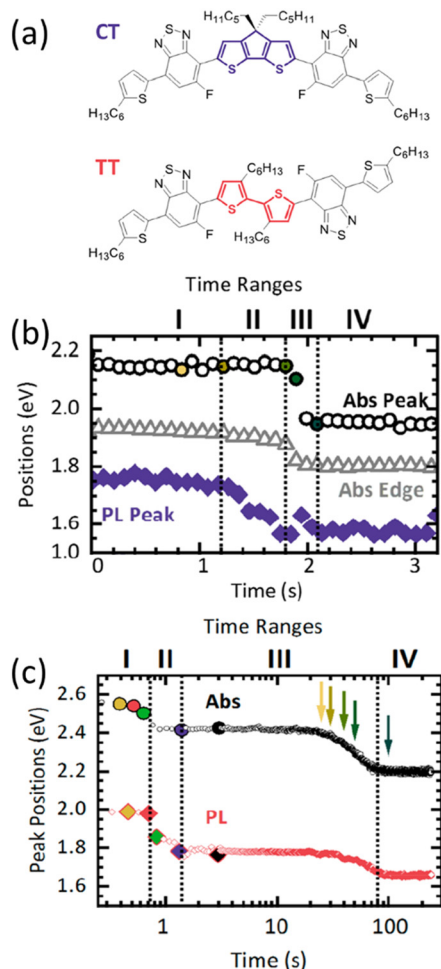 (a)
CT
H11C5 C5H11
N S N N S N
S F S S F S
H13C6 C6H13
TT
C6H13
C6H13
N S N F S
S F S S N S N
H13C6 H13C6
Time Ranges
I II III IV
(b)
2.2
2.0
1.8
1.6
1.0
Positions (eV)
Abs Peak
Abs Edge
PL Peak
0 1 2 3
Time (s)
Time Ranges
I II III IV
(c)
2.6
2.4
2.2
2.0
1.8
1.6
Peak Positions (eV)
Abs
PL
1 10 100
Time (s)